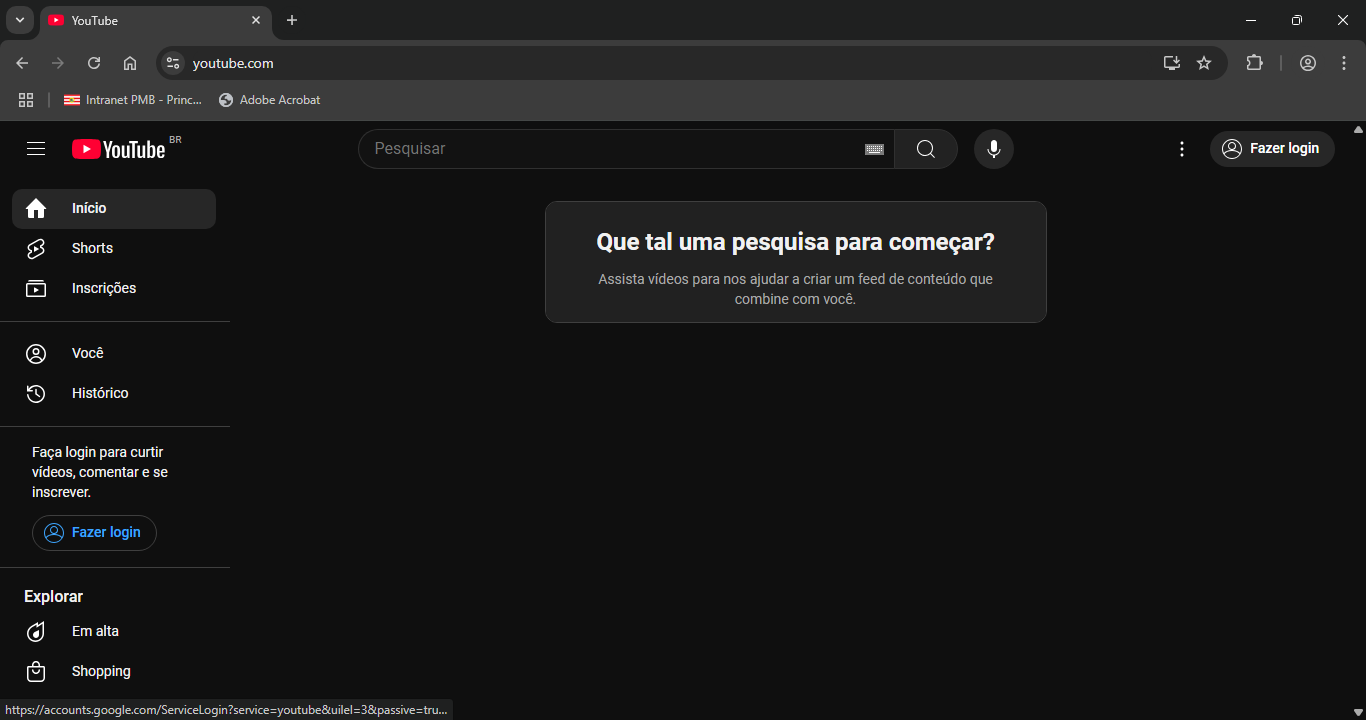 YouTube
youtube.com
Intranet PMB - Princ...
Adobe Acrobat
YouTube BR
Pesquisar
Fazer login
Início
Shorts
Inscrições
Você
Histórico
Faça login para curtir
vídeos, comentar e se
inscrever.
Fazer login
Explorar
Em alta
Shopping
Que tal uma pesquisa para começar?
Assista vídeos para nos ajudar a criar um feed de conteúdo que
combine com você.
https://accounts.google.com/ServiceLogin?service=youtube&uilel=3&passive=tru...